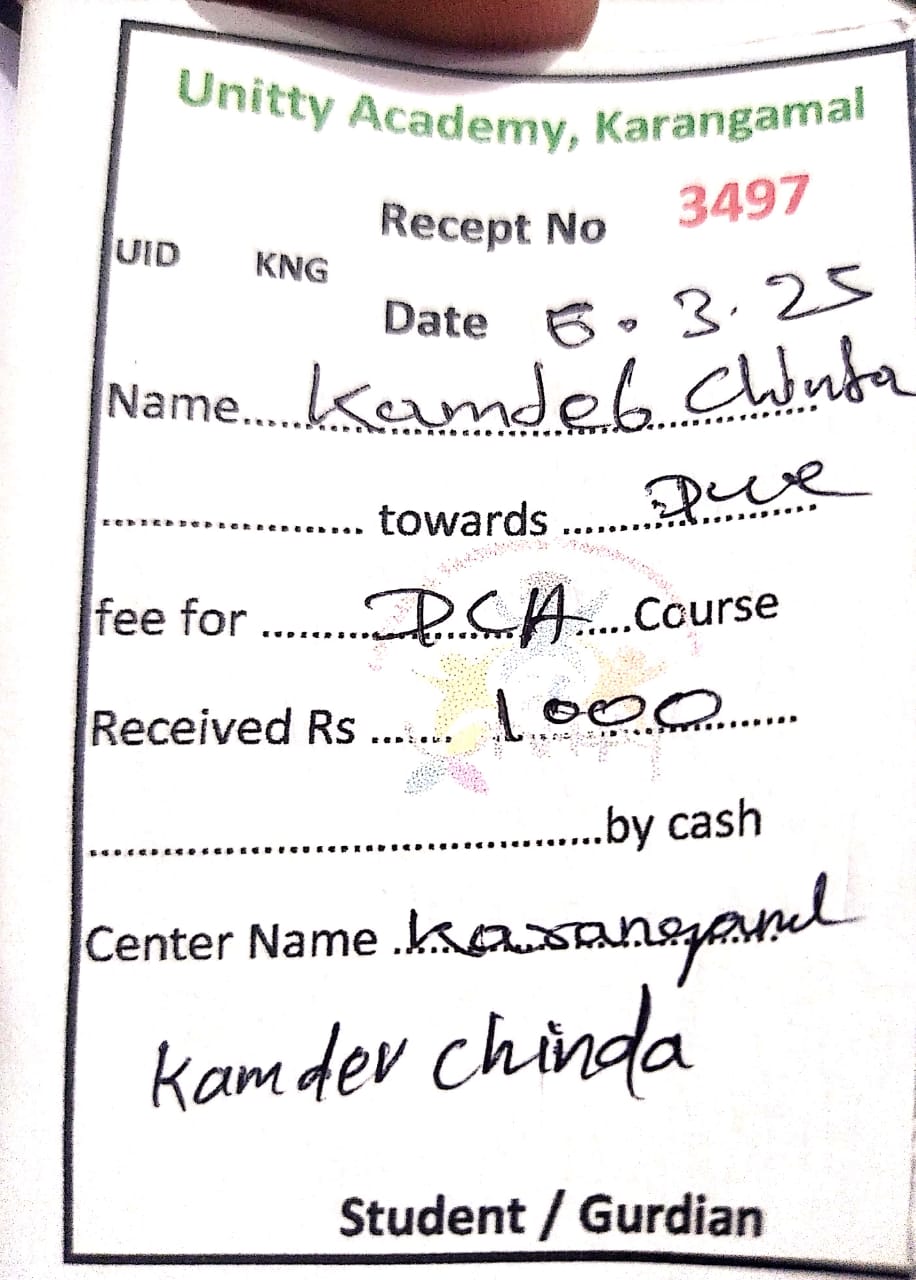 Unitty Academy, Karangamal
Recept No 3497
UID KNG
Date 6.3.25
Name.....Kamdeb Chinta
..................... towards ........Due
fee for ..........DCA.....Course
Received Rs ....... 1000..........
..........................................by cash
Center Name ..Karangamal
Kamdev Chinda
Student / Gurdian